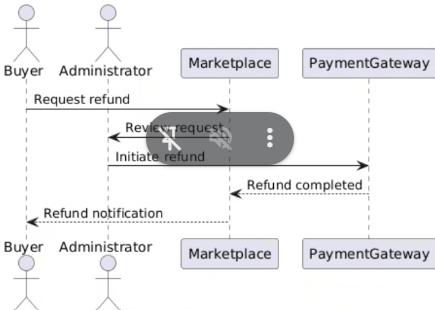 Buyer
Administrator
Marketplace
PaymentGateway
Request refund
Review request
Initiate refund
Refund completed
Refund notification
Buyer
Administrator
Marketplace
PaymentGateway